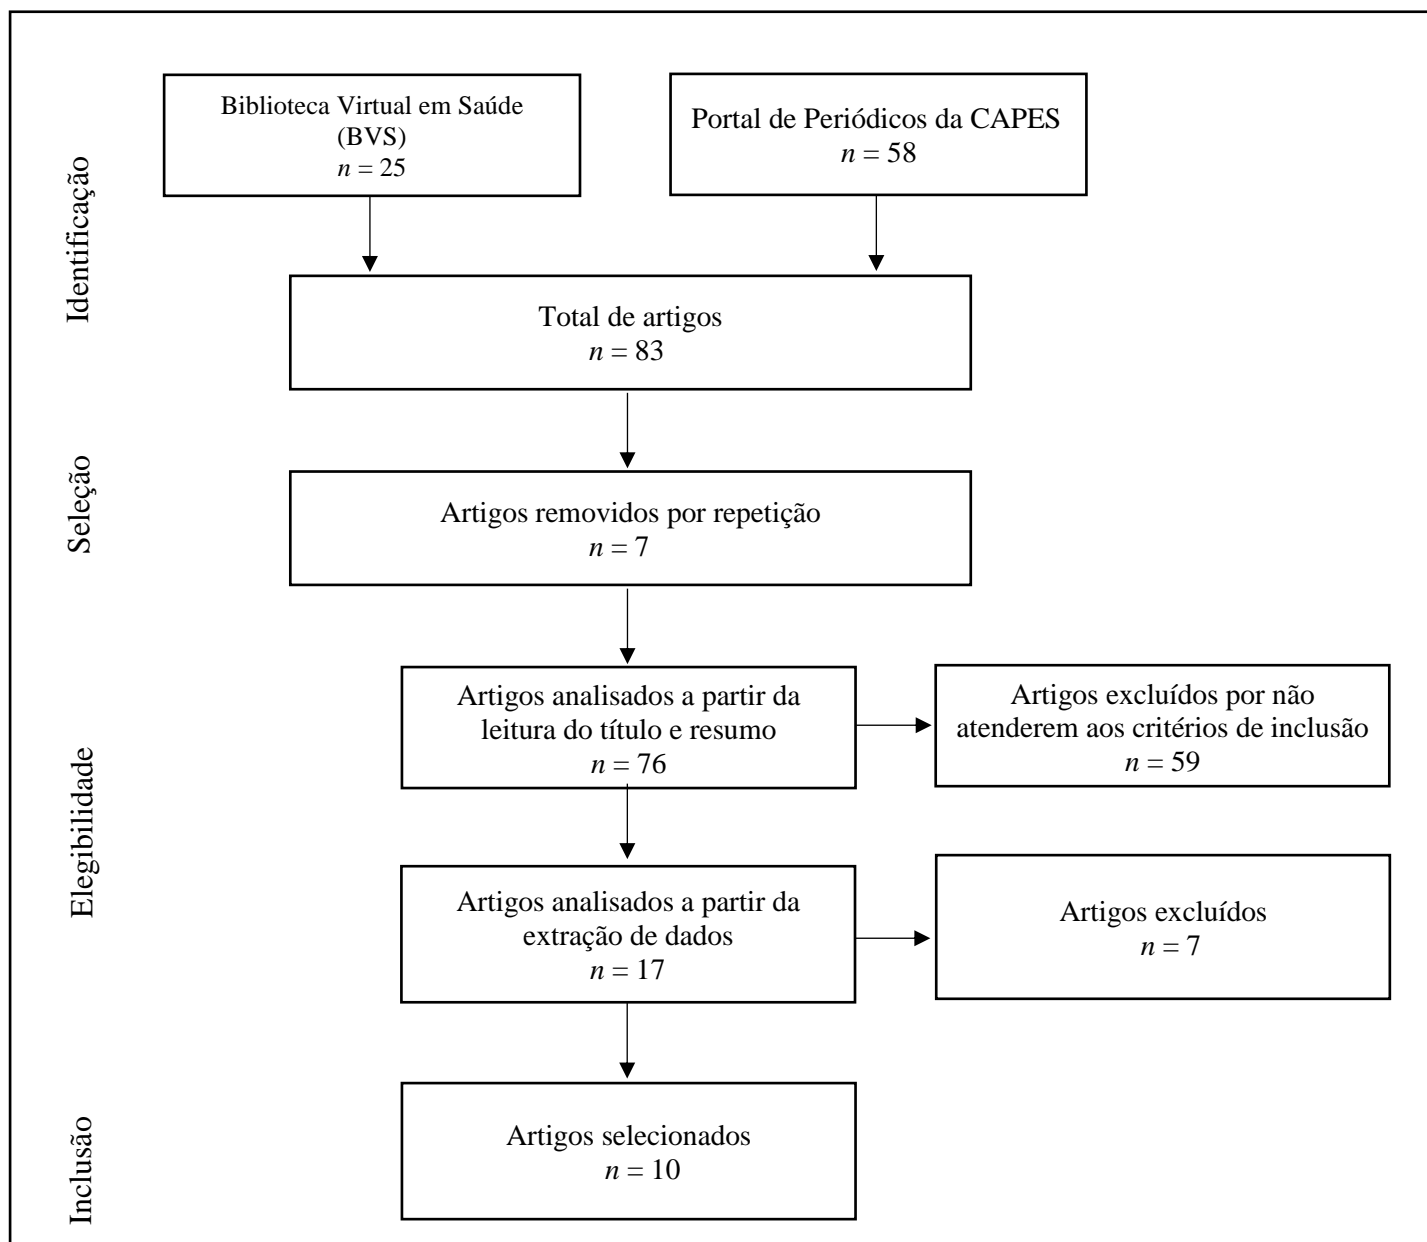 Identificação
Biblioteca Virtual em Saúde
(BVS)
n = 25
Portal de Periódicos da CAPES
n = 58
Total de artigos
n = 83
Seleção
Artigos removidos por repetição
n = 7
Elegibilidade
Artigos analisados a partir da
leitura do título e resumo
n = 76
Artigos excluídos por não
atenderem aos critérios de inclusão
n = 59
Artigos analisados a partir da
extração de dados
n = 17
Artigos excluídos
n = 7
Inclusão
Artigos selecionados
n = 10